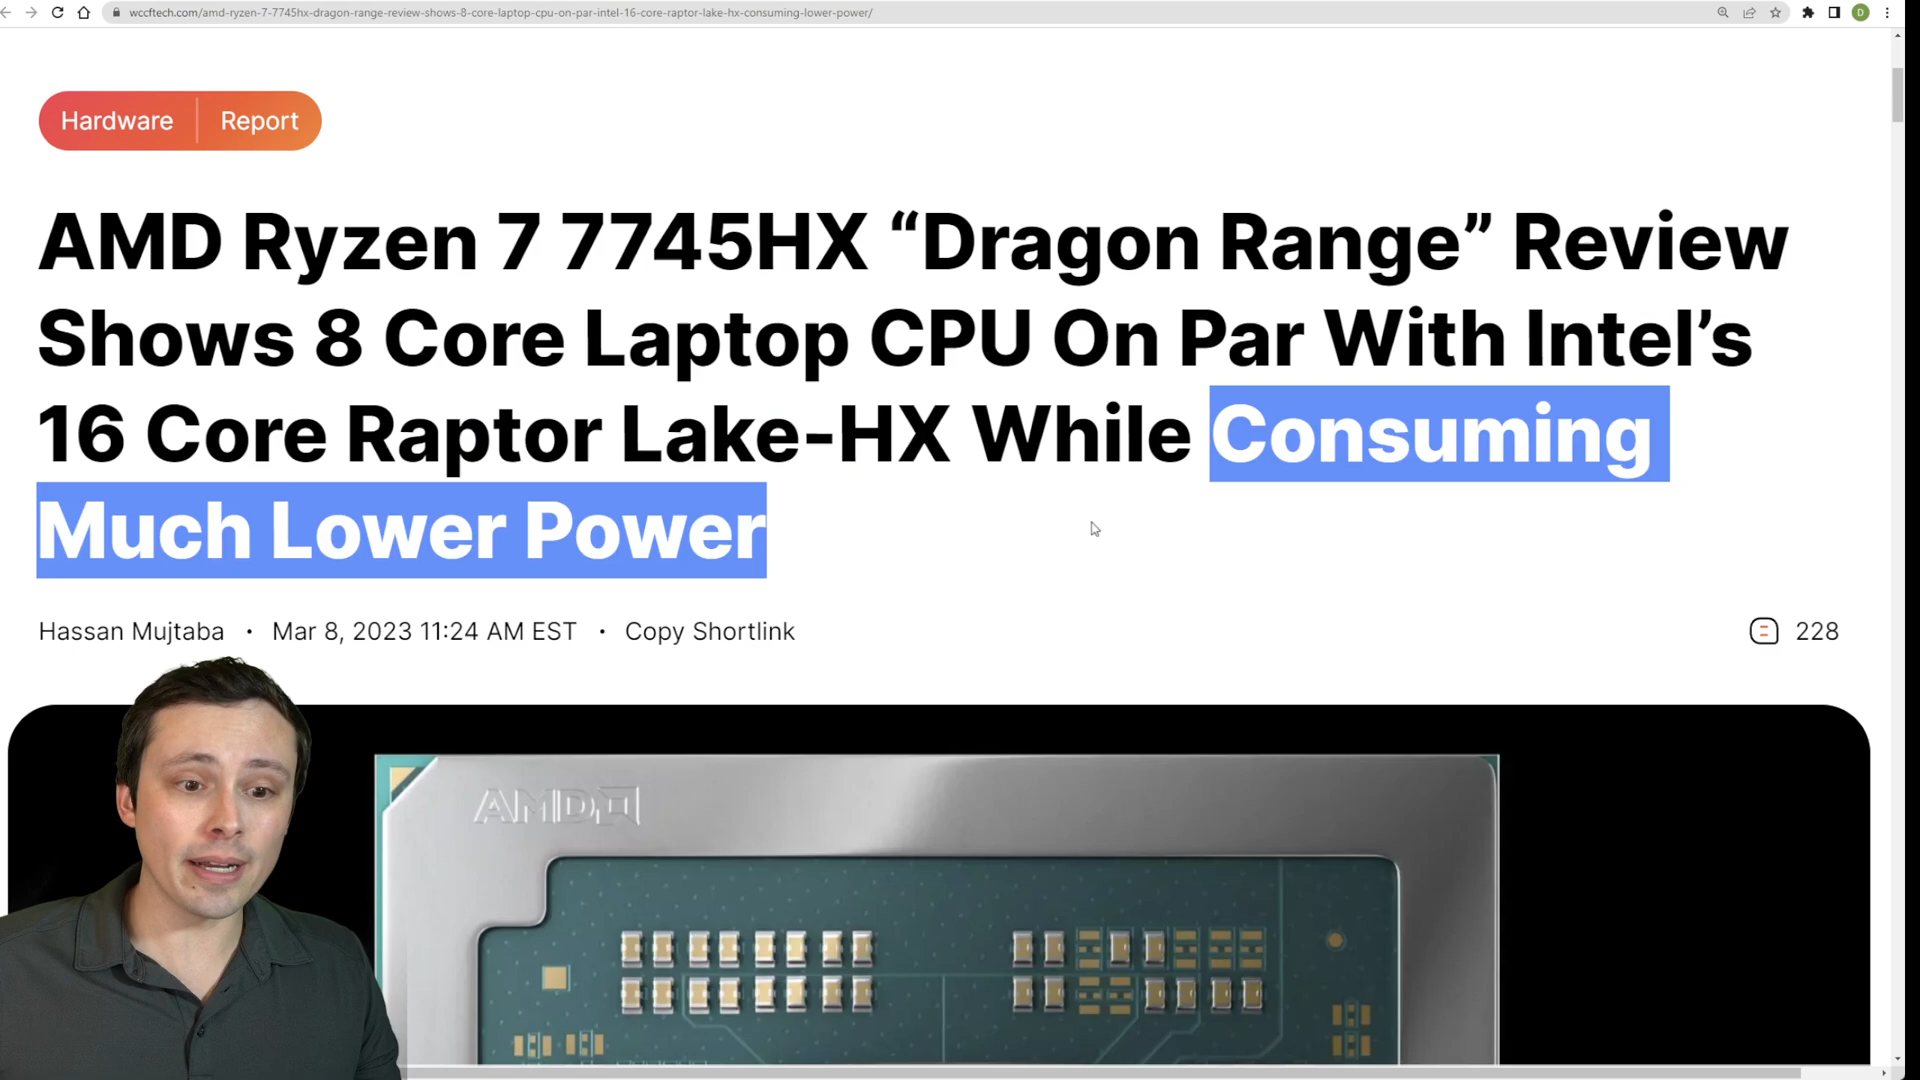 wccftech.com/amd-ryzen-7-7745hx-dragon-range-review-shows-8-core-laptop-cpu-on-par-intel-16-core-raptor-lake-hx-consuming-lower-power/
D
Hardware Report
AMD Ryzen 7 7745HX “Dragon Range” Review
Shows 8 Core Laptop CPU On Par With Intel’s
16 Core Raptor Lake-HX While Consuming
Much Lower Power
Hassan Mujtaba • Mar 8, 2023 11:24 AM EST • Copy Shortlink
228
AMD